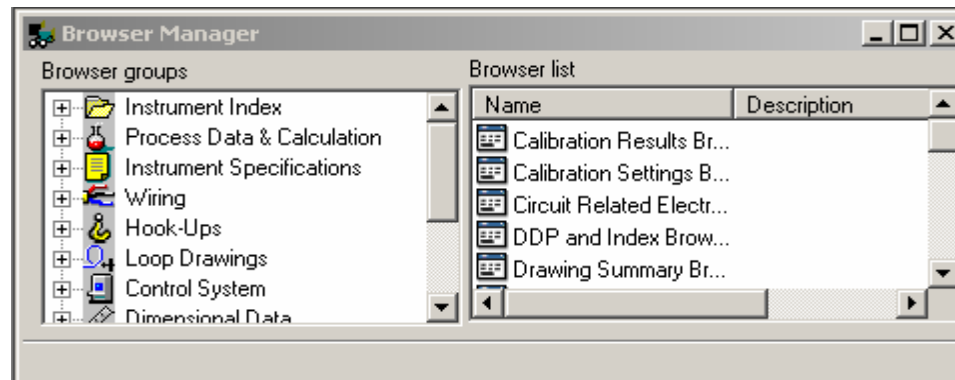 Browser Manager
Browser groups
Instrument Index
Process Data & Calculation
Instrument Specifications
Wiring
Hook-Ups
Loop Drawings
Control System
Dimensional Data
Browser list
Name Description
Calibration Results Br...
Calibration Settings B...
Circuit Related Electr...
DDP and Index Brow...
Drawing Summary Br...